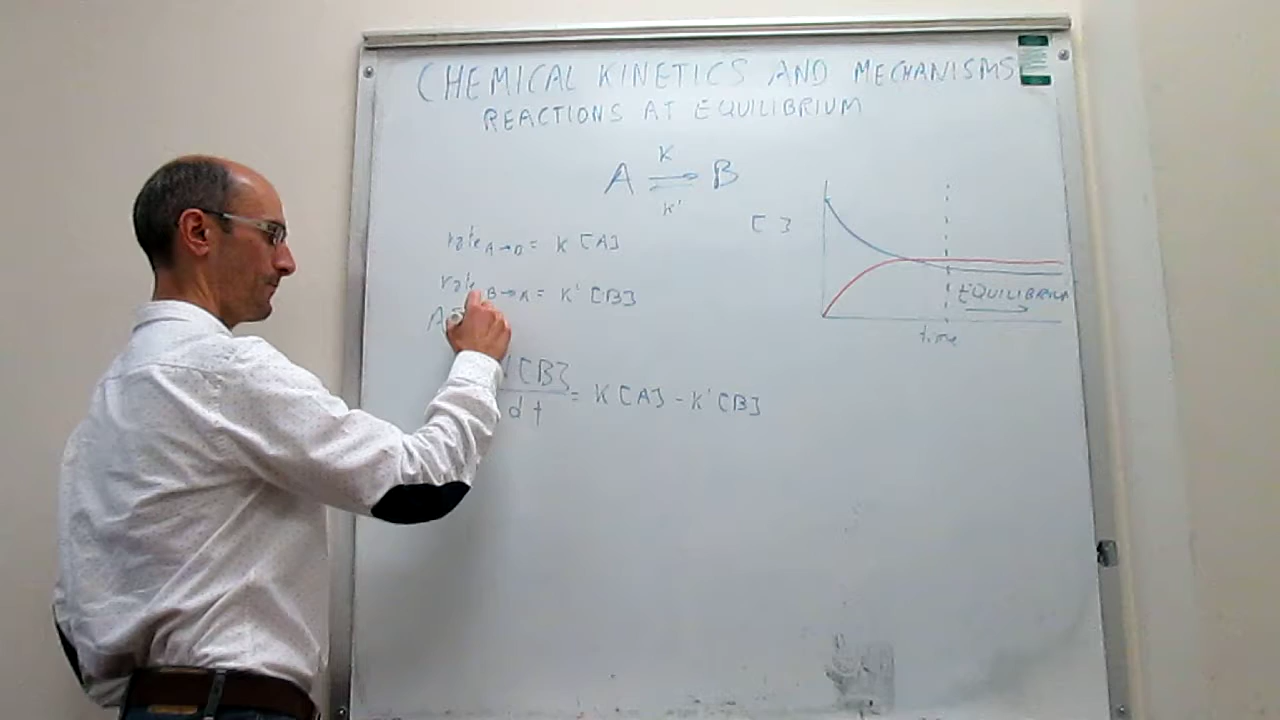 CHEMICAL KINETICS AND MECHANISMS
REACTIONS AT EQUILIBRIUM
K
A ⇌ B
K'
[ ]
rate A→B = K [A]
rate B→A = K' [B]
EQUILIBRIUM
time
[B]
dt = K [A] - K' [B]